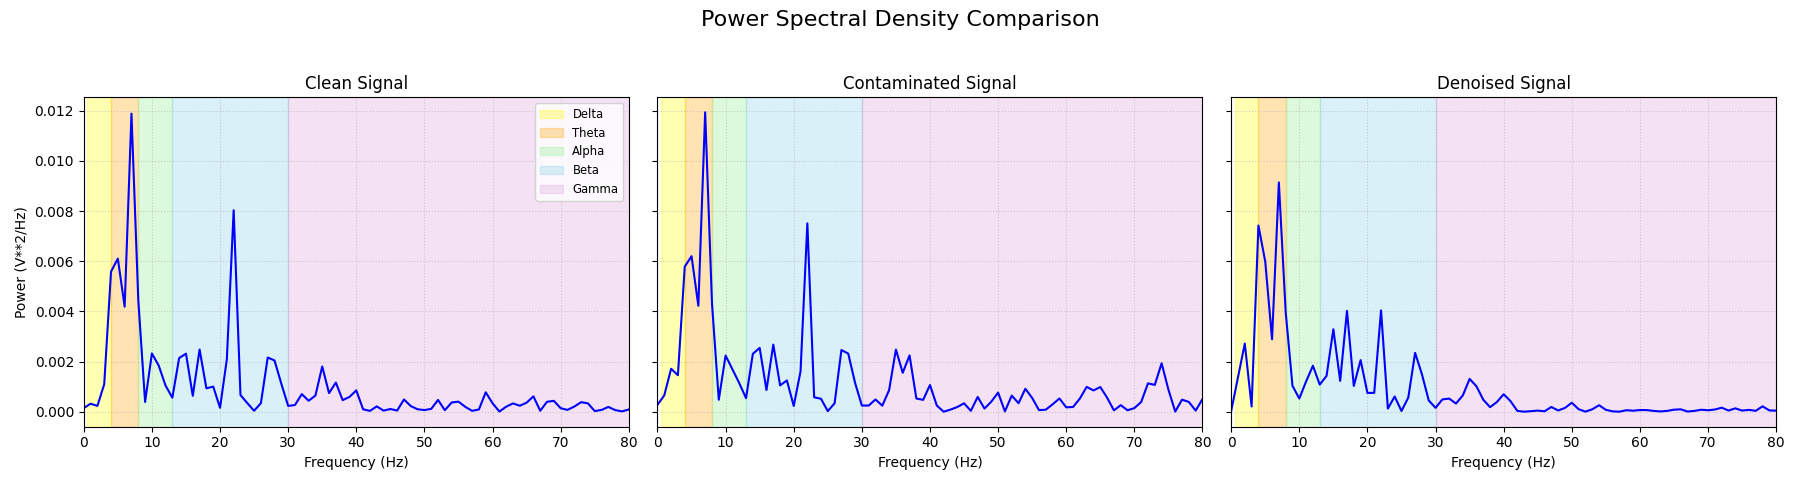 Power Spectral Density Comparison
Clean Signal
Contaminated Signal
Denoised Signal
Power (V**2/Hz)
0.012
0.010
0.008
0.006
0.004
0.002
0.000
Delta
Theta
Alpha
Beta
Gamma
0 10 20 30 40 50 60 70 80
0 10 20 30 40 50 60 70 80
0 10 20 30 40 50 60 70 80
Frequency (Hz)
Frequency (Hz)
Frequency (Hz)